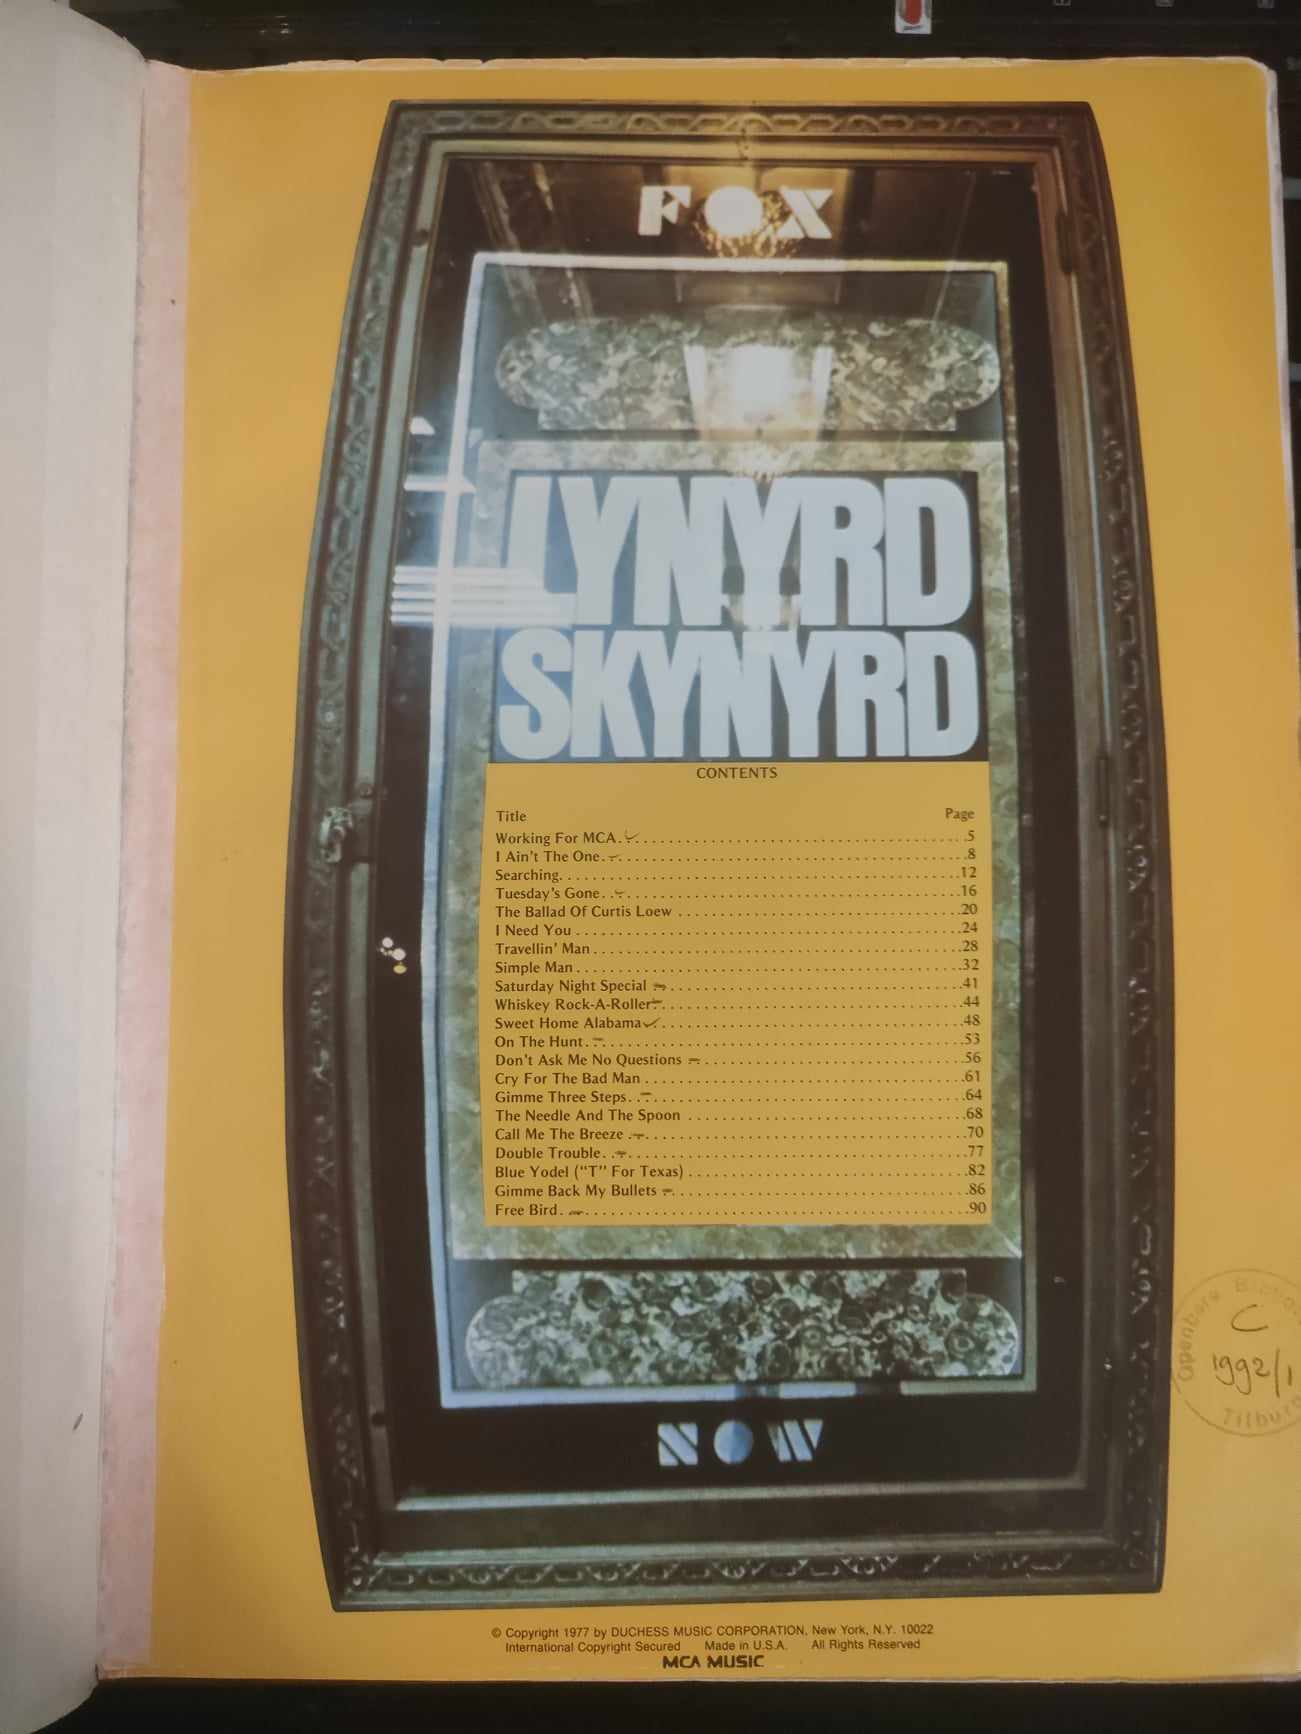 FOX
LYNYRD
SKYNYRD
CONTENTS
Title Page
Working For MCA. . . . . . . . . . . . . . . . . . . . 5
I Ain't The One. . . . . . . . . . . . . . . . . . . . 8
Searching. . . . . . . . . . . . . . . . . . . . 12
Tuesday's Gone. . . . . . . . . . . . . . . . . . . . 16
The Ballad Of Curtis Loew . . . . . . . . . . . . . . . . . . . . 20
I Need You . . . . . . . . . . . . . . . . . . . . 24
Travellin' Man . . . . . . . . . . . . . . . . . . . . 28
Simple Man . . . . . . . . . . . . . . . . . . . . 32
Saturday Night Special . . . . . . . . . . . . . . . . . . . . 41
Whiskey Rock-A-Roller. . . . . . . . . . . . . . . . . . . . 44
Sweet Home Alabama . . . . . . . . . . . . . . . . . . . . 48
On The Hunt. . . . . . . . . . . . . . . . . . . . 53
Don't Ask Me No Questions . . . . . . . . . . . . . . . . . . . . 56
Cry For The Bad Man . . . . . . . . . . . . . . . . . . . . 61
Gimme Three Steps. . . . . . . . . . . . . . . . . . . . 64
The Needle And The Spoon . . . . . . . . . . . . . . . . . . . . 68
Call Me The Breeze . . . . . . . . . . . . . . . . . . . . 70
Double Trouble. . . . . . . . . . . . . . . . . . . . 77
Blue Yodel ("T" For Texas) . . . . . . . . . . . . . . . . . . . . 82
Gimme Back My Bullets . . . . . . . . . . . . . . . . . . . . 86
Free Bird. . . . . . . . . . . . . . . . . . . . 90
Openbare
C
1992/1
NOW
© Copyright 1977 by DUCHESS MUSIC CORPORATION, New York, N.Y. 10022
International Copyright Secured Made in U.S.A. All Rights Reserved
MCA MUSIC